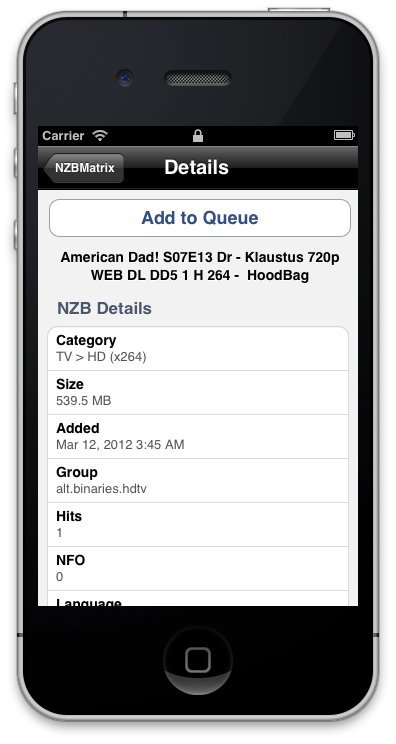 Carrier
NZBMatrix
Details
Add to Queue
American Dad! S07E13 Dr - Klaustus 720p
WEB DL DD5 1 H 264 - HoodBag
NZB Details
Category
TV > HD (x264)
Size
539.5 MB
Added
Mar 12, 2012 3:45 AM
Group
alt.binaries.hdtv
Hits
1
NFO
0
Language